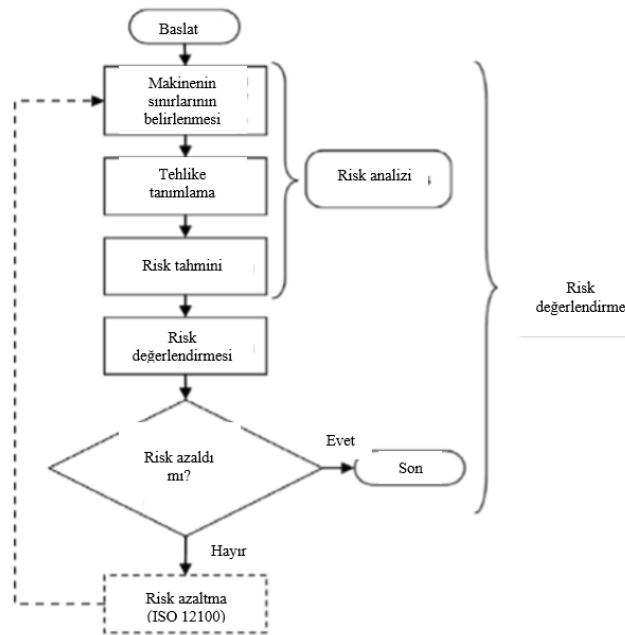 Baslat
Makinenin
sınırlarının
belirlenmesi
Tehlike
tanımlama
Risk analizi
Risk tahmini
Risk
değerlendirme
Risk
değerlendirmesi
Risk azaldı
mı?
Evet
Son
Hayır
Risk azaltma
(ISO 12100)